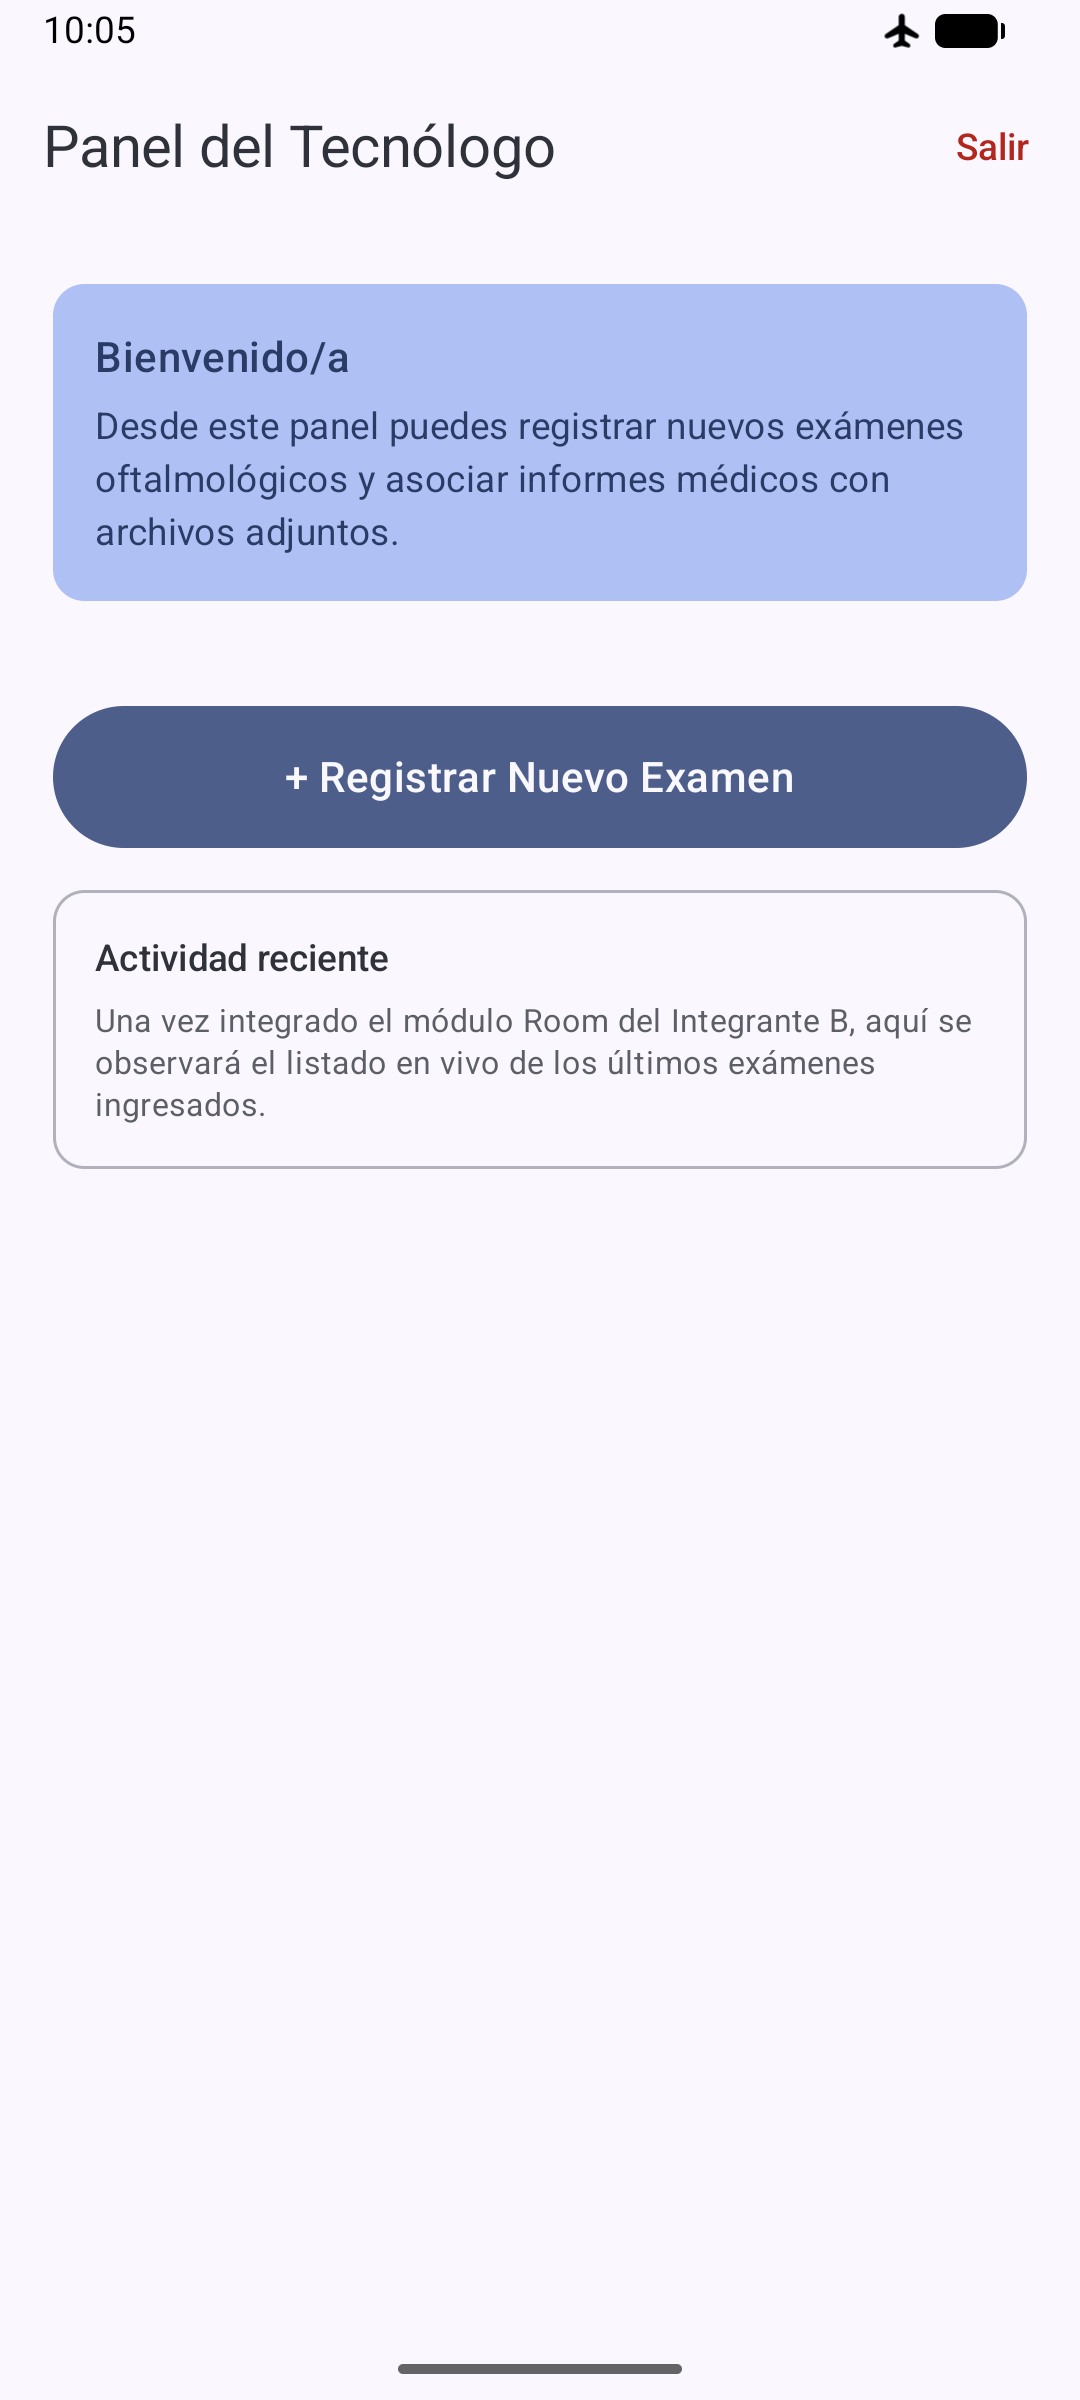 10:05
Panel del Tecnólogo
Salir
Bienvenido/a
Desde este panel puedes registrar nuevos exámenes
oftalmológicos y asociar informes médicos con
archivos adjuntos.
+ Registrar Nuevo Examen
Actividad reciente
Una vez integrado el módulo Room del Integrante B, aquí se
observará el listado en vivo de los últimos exámenes
ingresados.